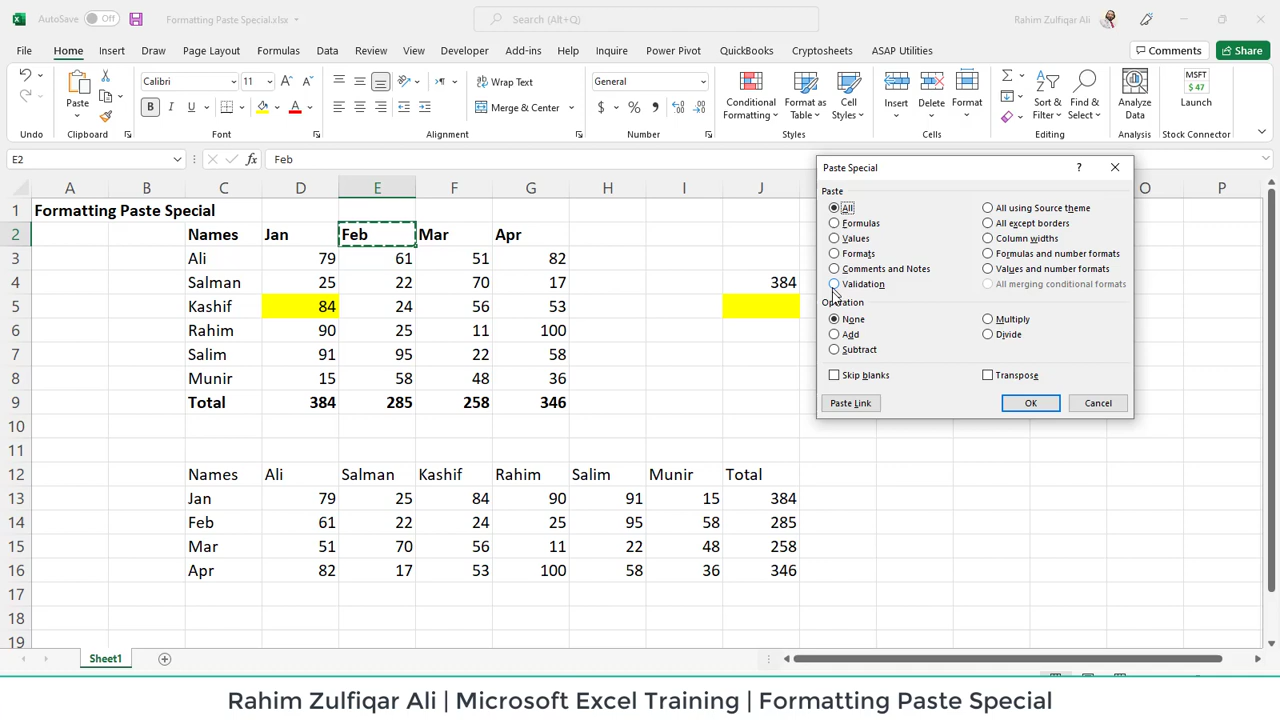 AutoSave Off Formatting Paste Special.xlsx Search (Alt+Q) Rahim Zulfiqar Ali
File Home Insert Draw Page Layout Formulas Data Review View Developer Add-ins Help Inquire Power Pivot QuickBooks Cryptosheets ASAP Utilities Comments Share
Paste Calibri 11 Wrap Text General Conditional Formatting Format as Table Cell Styles Insert Delete Format Sort & Filter Find & Select Analyze Data MSFT $ 47 Launch
B I U A Merge & Center $ % ,
Undo Clipboard Font Alignment Number Styles Cells Editing Analysis Stock Connector
E2 fx Feb
A B C D E F G H I J O P
1 Formatting Paste Special
2 Names Jan Feb Mar Apr
3 Ali 79 61 51 82
4 Salman 25 22 70 17 384
5 Kashif 84 24 56 53
6 Rahim 90 25 11 100
7 Salim 91 95 22 58
8 Munir 15 58 48 36
9 Total 384 285 258 346
10
11
12 Names Ali Salman Kashif Rahim Salim Munir Total
13 Jan 79 25 84 90 91 15 384
14 Feb 61 22 24 25 95 58 285
15 Mar 51 70 56 11 22 48 258
16 Apr 82 17 53 100 58 36 346
17
18
19
Paste Special ?
Paste
All All using Source theme
Formulas All except borders
Values Column widths
Formats Formulas and number formats
Comments and Notes Values and number formats
Validation All merging conditional formats
Operation
None Multiply
Add Divide
Subtract
Skip blanks Transpose
Paste Link OK Cancel
Sheet1
Rahim Zulfiqar Ali | Microsoft Excel Training | Formatting Paste Special